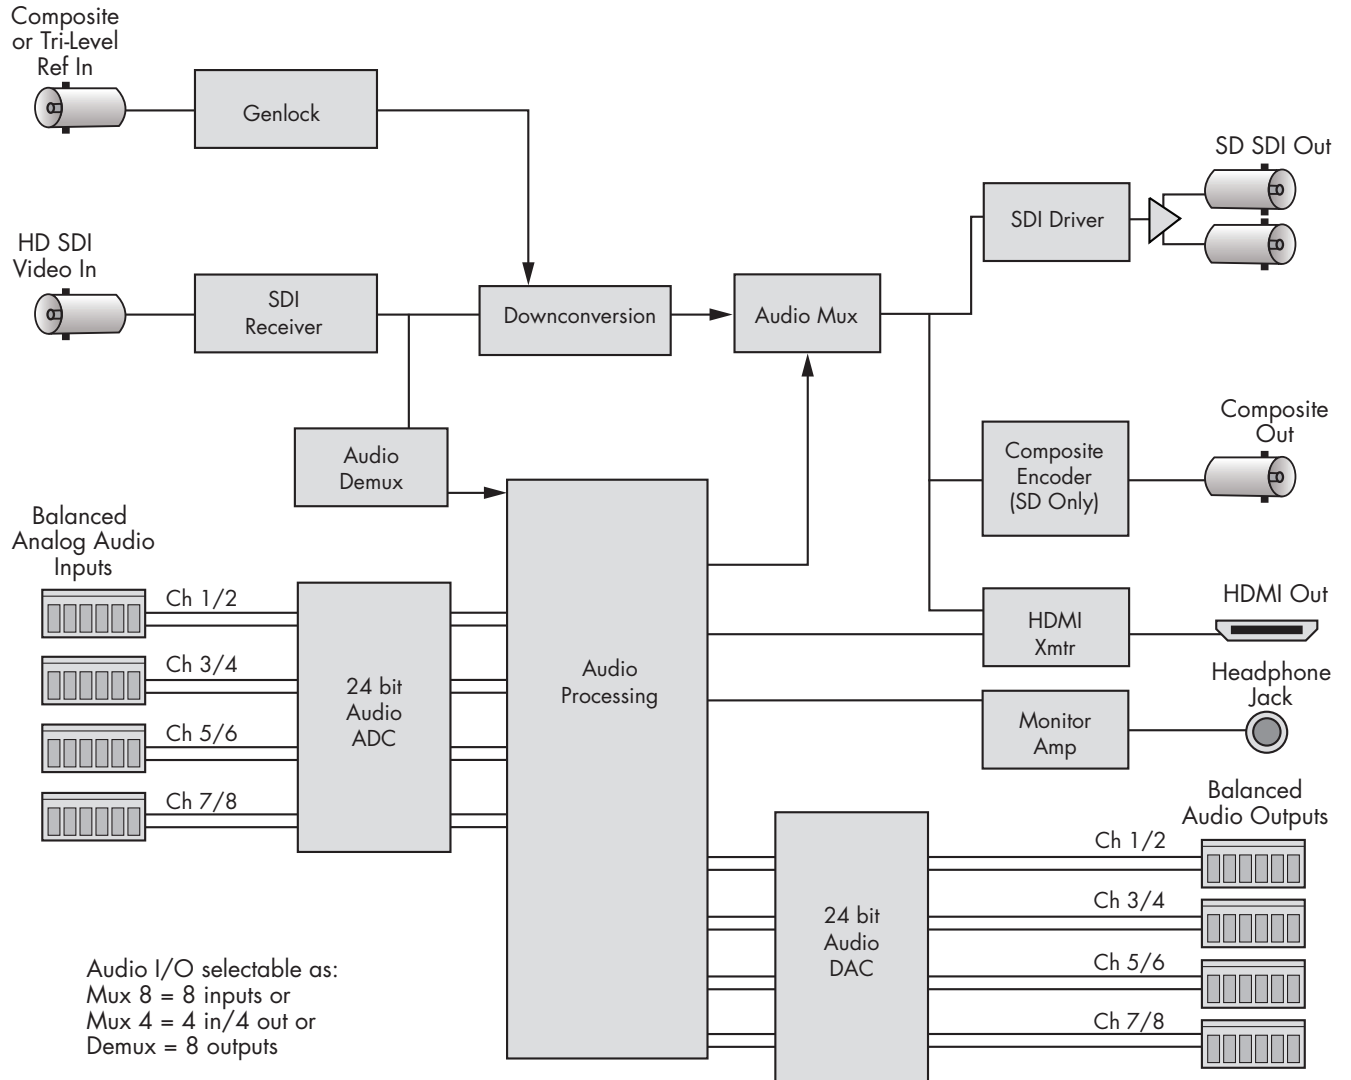 Composite
or Tri-Level
Ref In
Genlock
SD SDI Out
SDI Driver
HD SDI
Video In
SDI
Receiver
Downconversion
Audio Mux
Audio
Demux
Composite
Encoder
(SD Only)
Composite
Out
Balanced
Analog Audio
Inputs
Ch 1/2
Ch 3/4
Ch 5/6
Ch 7/8
24 bit
Audio
ADC
Audio
Processing
HDMI
Xmtr
HDMI Out
Headphone
Jack
Monitor
Amp
Balanced
Audio Outputs
Ch 1/2
Ch 3/4
Ch 5/6
Ch 7/8
24 bit
Audio
DAC
Audio I/O selectable as:
Mux 8 = 8 inputs or
Mux 4 = 4 in/4 out or
Demux = 8 outputs